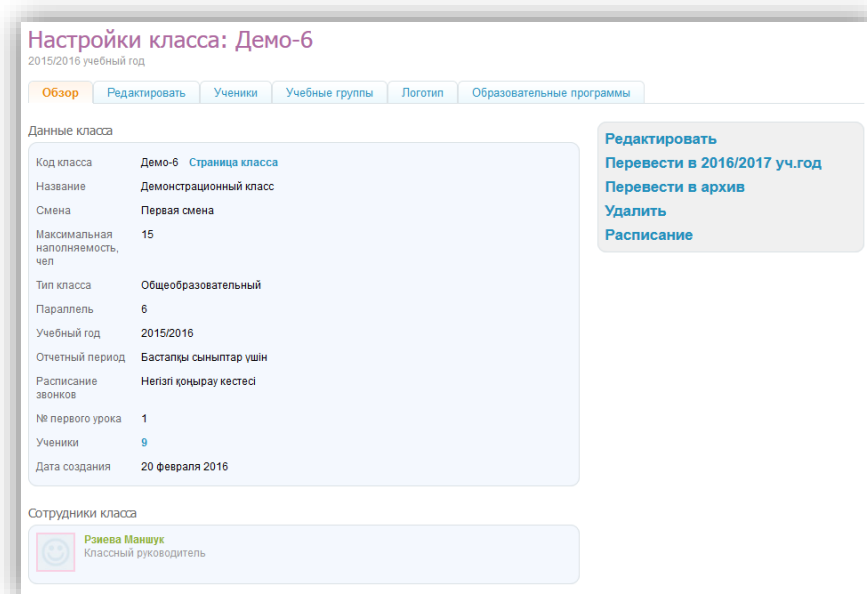 Настройки класса: Демо-6
2015/2016 учебный год
Обзор Редактировать Ученики Учебные группы Логотип Образовательные программы
Данные класса
Код класса Демо-6 Страница класса
Название Демонстрационный класс
Смена Первая смена
Максимальная 15
наполняемость,
чел
Тип класса Общеобразовательный
Параллель 6
Учебный год 2015/2016
Отчетный период Бастапқы сыныптар үшін
Расписание Негізгі қоңырау кестесі
звонков
№ первого урока 1
Ученики 9
Дата создания 20 февраля 2016
Сотрудники класса
Рзиева Маншук
Классный руководитель
Редактировать
Перевести в 2016/2017 уч.год
Перевести в архив
Удалить
Расписание